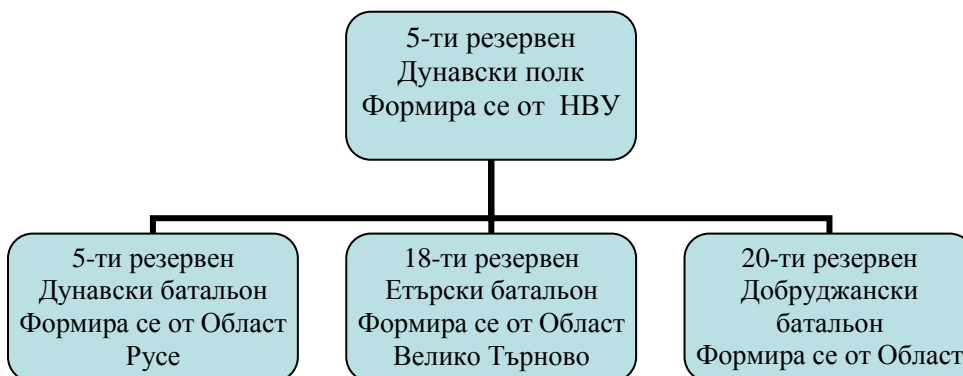 5-ти резервен
Дунавски полк
Формира се от НВУ
5-ти резервен
Дунавски батальон
Формира се от Област
Русе
18-ти резервен
Етърски батальон
Формира се от Област
Велико Търново
20-ти резервен
Добруджански
батальон
Формира се от Област